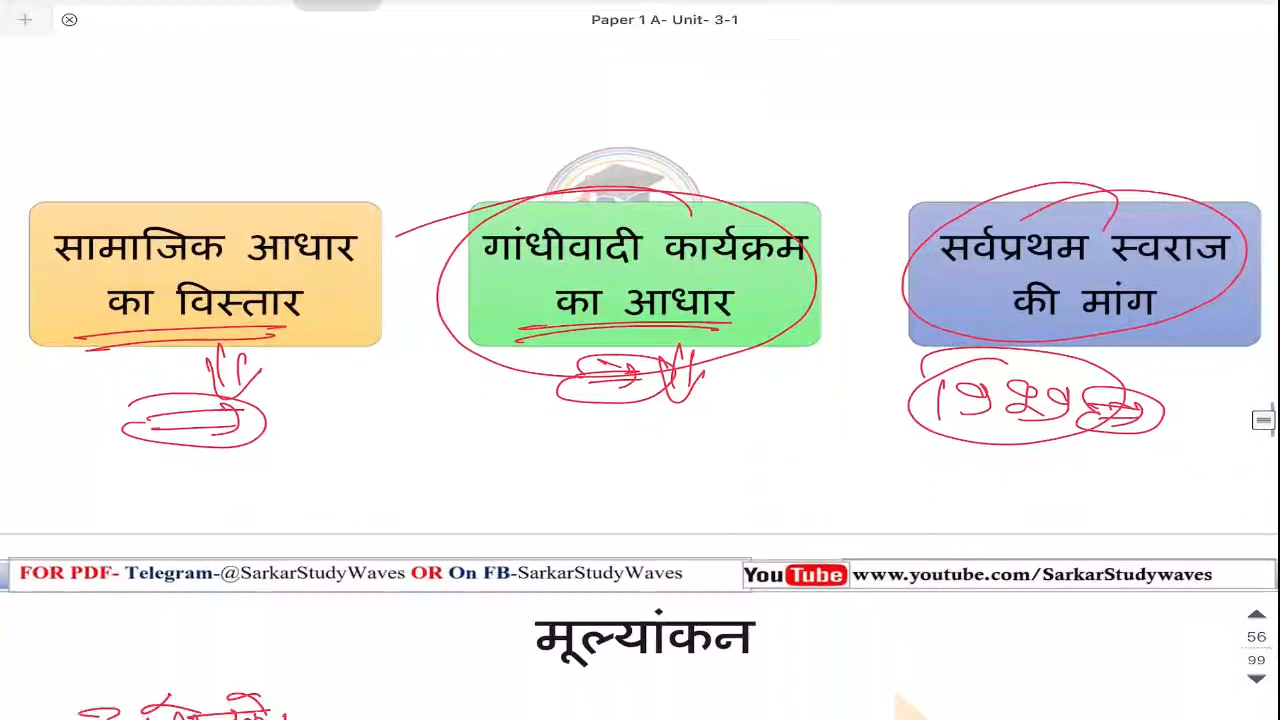 Paper 1 A- Unit- 3-1
सामाजिक आधार
का विस्तार
गांधीवादी कार्यक्रम
का आधार
सर्वप्रथम स्वराज
की मांग
1929
FOR PDF- Telegram-@SarkarStudyWaves OR On FB-SarkarStudyWaves
YouTube www.youtube.com/SarkarStudywaves
मूल्यांकन
56
99